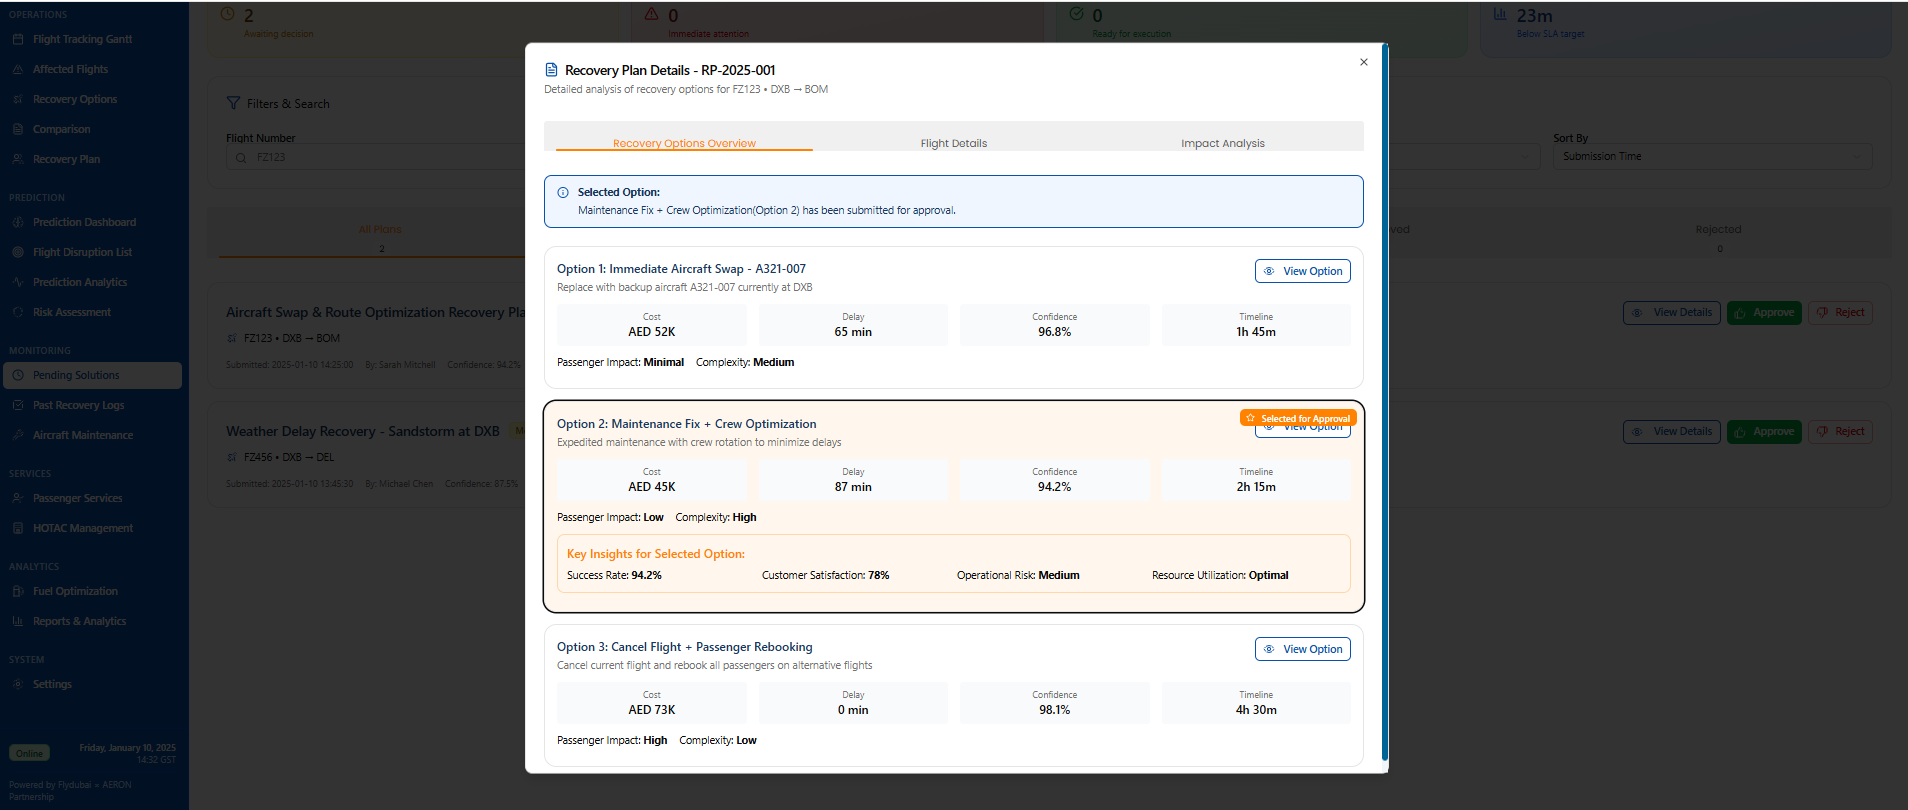 OPERATIONS
Flight Tracking Gantt
Affected Flights
Recovery Options
Comparison
Recovery Plan
PREDICTION
Prediction Dashboard
Flight Disruption List
Prediction Analytics
Risk Assessment
MONITORING
Pending Solutions
Past Recovery Logs
Aircraft Maintenance
SERVICES
Passenger Services
HOTAC Management
ANALYTICS
Fuel Optimization
Reports & Analytics
SYSTEM
Settings
Online
Friday, January 10, 2025
14:32 GST
Powered by Flydubai × AERON
Partnership
2
Awaiting decision
0
Immediate attention
0
Ready for execution
23m
Below SLA target
Filters & Search
Flight Number
FZ123
Sort By
Submission Time
All Plans
2
Rejected
0
Aircraft Swap & Route Optimization Recovery Pla
FZ123 • DXB → BOM
Submitted: 2025-01-10 14:25:00 By: Sarah Mitchell Confidence: 94.2%
View Details Approve Reject
Weather Delay Recovery - Sandstorm at DXB
FZ456 • DXB → DEL
Submitted: 2025-01-10 13:45:30 By: Michael Chen Confidence: 87.5%
View Details Approve Reject
Recovery Plan Details - RP-2025-001
Detailed analysis of recovery options for FZ123 • DXB → BOM
Recovery Options Overview Flight Details Impact Analysis
Selected Option:
Maintenance Fix + Crew Optimization(Option 2) has been submitted for approval.
Option 1: Immediate Aircraft Swap - A321-007
View Option
Replace with backup aircraft A321-007 currently at DXB
Cost Delay Confidence Timeline
AED 52K 65 min 96.8% 1h 45m
Passenger Impact: Minimal Complexity: Medium
Selected for Approval
Option 2: Maintenance Fix + Crew Optimization
View Option
Expedited maintenance with crew rotation to minimize delays
Cost Delay Confidence Timeline
AED 45K 87 min 94.2% 2h 15m
Passenger Impact: Low Complexity: High
Key Insights for Selected Option:
Success Rate: 94.2% Customer Satisfaction: 78% Operational Risk: Medium Resource Utilization: Optimal
Option 3: Cancel Flight + Passenger Rebooking
View Option
Cancel current flight and rebook all passengers on alternative flights
Cost Delay Confidence Timeline
AED 73K 0 min 98.1% 4h 30m
Passenger Impact: High Complexity: Low